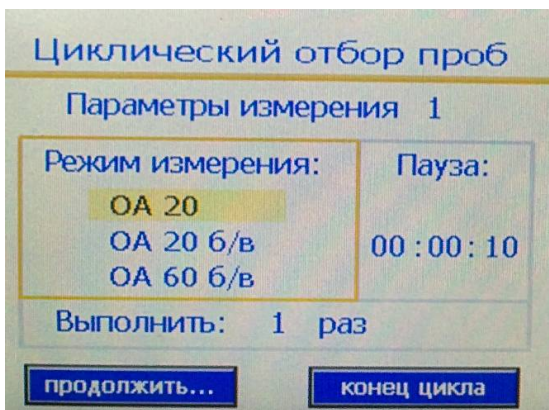 Циклический отбор проб
Параметры измерения 1
Режим измерения:
Пауза:
ОА 20
ОА 20 б/в
00:00:10
ОА 60 б/в
Выполнить: 1 раз
продолжить...
конец цикла